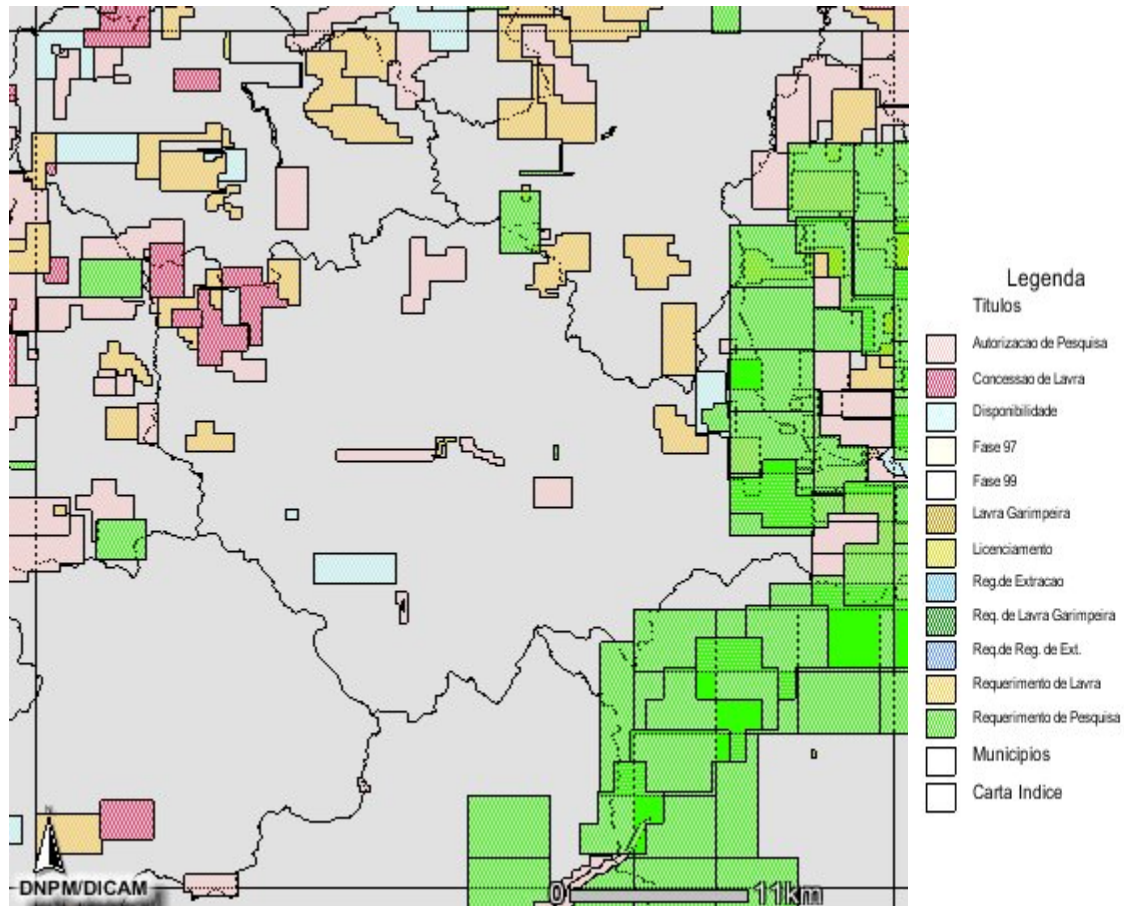 Legenda
Titulos
Autorizacao de Pesquisa
Concessao de Lavra
Disponibilidade
Fase 97
Fase 99
Lavra Garimpeira
Licenciamento
Reg.de Extracao
Req. de Lavra Garimpeira
Req.de Reg. de Ext.
Requerimento de Lavra
Requerimento de Pesquisa
Municipios
Carta Indice
N
DNPM/DICAM
0 11km